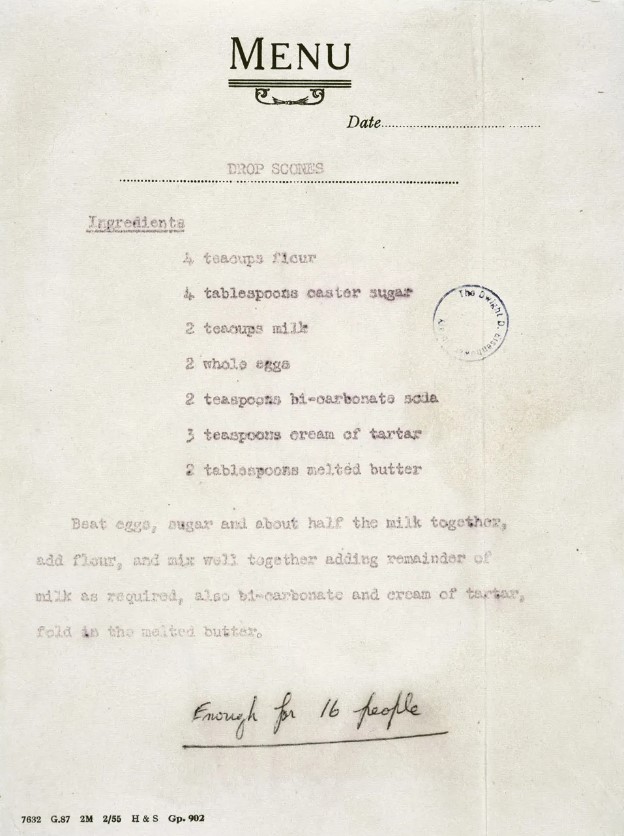 MENU
Date
DROP SCONES
Ingredients
4 teacups flour
4 tablespoons caster sugar
The Dwight D. Eisenhower
2 teacups milk
2 whole eggs
2 teaspoons bi-carbonate soda
3 teaspoons cream of tartar
2 tablespoons melted butter
Beat eggs, sugar and about half the milk together,
add flour, and mix well together adding remainder of
milk as required, also bi-carbonate and cream of tartar,
fold in the melted butter.
Enough for 16 people
7632 G.87 2M 2/55 H & S Gp. 902